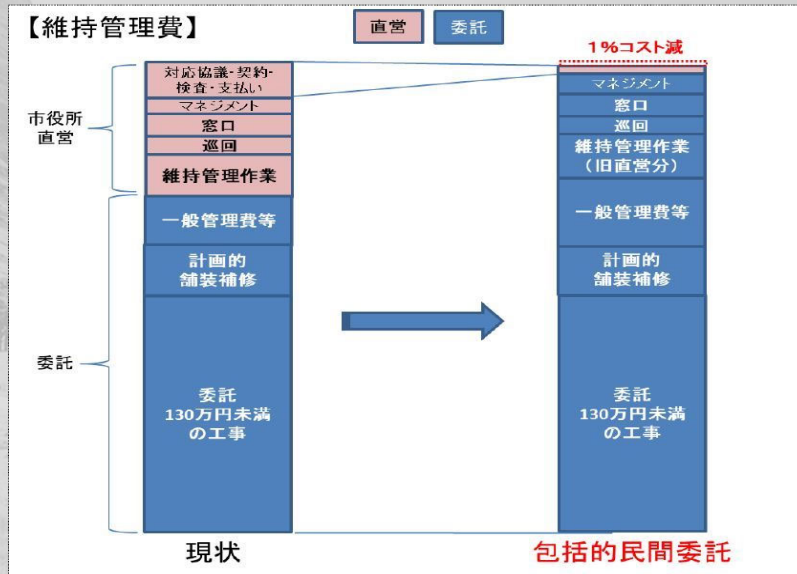 【維持管理費】
直営
委託
1%コスト減
市役所
直営
委託
対応協議・契約・
検査・支払い
マネジメント
窓口
巡回
維持管理作業
一般管理費等
計画的
舗装補修
委託
130万円未満
の工事
現状
マネジメント
窓口
巡回
維持管理作業
(旧直営分)
一般管理費等
計画的
舗装補修
委託
130万円未満
の工事
包括的民間委託